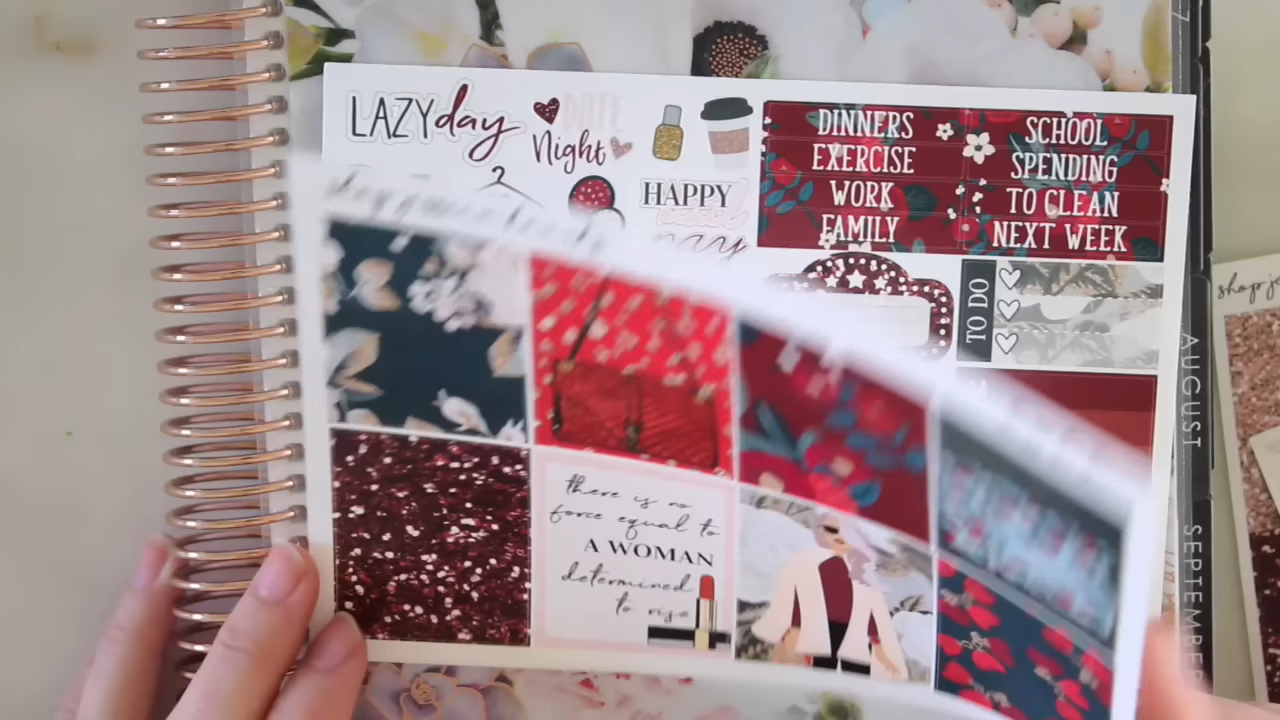 LAZY day
DATE
Night
HAPPY
DINNERS
EXERCISE
WORK
FAMILY
SCHOOL
SPENDING
TO CLEAN
NEXT WEEK
TO DO
there is no
force equal to
A WOMAN
determined
to rise
AUGUST
SEPTEMBER